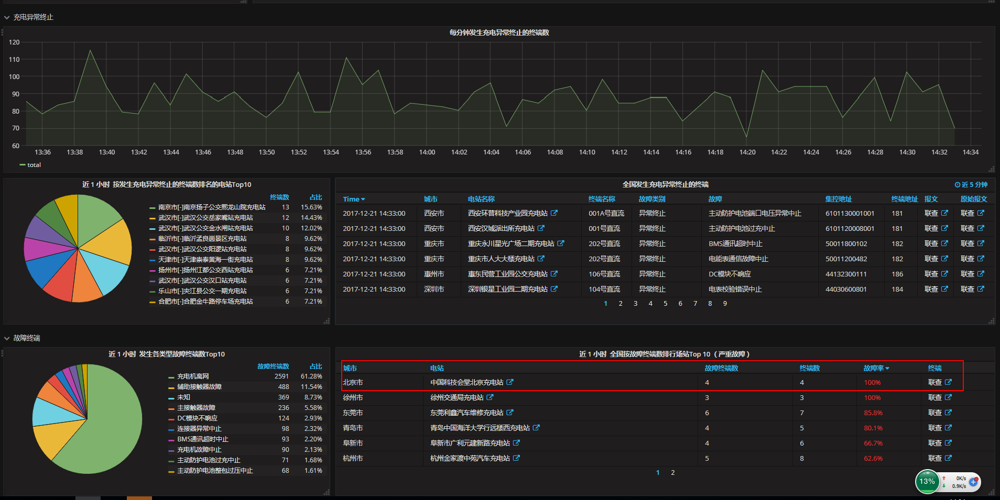 充电异常终止
每分钟发生充电异常终止的终端数
120
110
100
90
80
70
60
13:36 13:38 13:40 13:42 13:44 13:46 13:48 13:50 13:52 13:54 13:56 13:58 14:00 14:02 14:04 14:06 14:08 14:10 14:12 14:14 14:16 14:18 14:20 14:22 14:24 14:26 14:28 14:30 14:32 14:34
total
近 1 小时 按发生充电异常终止的终端数排名的电站Top10
终端数 占比
南京市[-]南京扬子公交熙龙山院充电站 13 15.63%
武汉市[-]武汉公交岳家嘴站充电站 12 14.43%
武汉市[-]武汉公交金水闸站充电站 10 12.02%
临沂市[-]临沂孟良崮景区充电站 8 9.62%
武汉市[-]武汉公交阳逻站充电站 8 9.62%
天津市[-]天津崇泰黄海一街充电站 8 9.62%
扬州市[-]扬州江都公交西站充电站 6 7.21%
武汉市[-]武汉公交汉口站充电站 6 7.21%
乐山市[-]夹江县公交一期充电站 6 7.21%
合肥市[-]合肥金牛路停车场充电站 6 7.21%
全国发生充电异常终止的终端
近 5 分钟
Time 城市 电站名称 终端名称 故障类别 故障 集控地址 终端地址 报文 原始报文
2017-12-21 14:33:00 西安市 西安环普科技产业园充电站 001A号直流 异常终止 主动防护电池端口电压异常中止 6101130001001 181 联查 联查
2017-12-21 14:33:00 西安市 西安汉城派出所充电站 001号直流 异常终止 主动防护电池过充中止 6101120008001 181 联查 联查
2017-12-21 14:33:00 重庆市 重庆永川星光广场二期充电站 202号直流 异常终止 BMS通讯超时中止 50011800102 182 联查 联查
2017-12-21 14:33:00 重庆市 重庆市人大大楼充电站 202号直流 异常终止 电能表通信故障中止 50011200482 182 联查 联查
2017-12-21 14:33:00 惠州市 惠东民营工业园公交充电站 106号直流 异常终止 DC模块不响应 44132300111 186 联查 联查
2017-12-21 14:33:00 深圳市 深圳银星工业园二期充电站 104号直流 异常终止 电表校验错误中止 44030600801 184 联查 联查
1 2 3 4 5 6 7 8 9
故障终端
近 1 小时 发生各类型故障终端数Top10
故障终端数 占比
充电机离网 2591 61.28%
辅助接触器故障 488 11.54%
未知 369 8.73%
主接触器故障 236 5.58%
DC模块不响应 124 2.93%
连接器异常中止 98 2.32%
BMS通讯超时中止 93 2.20%
充电机故障中止 90 2.13%
主动防护电池过充中止 71 1.68%
主动防护电池整包过压中止 68 1.61%
近 1 小时 全国按故障终端数排行场站Top 10 ( 严重故障 )
城市 电站 故障终端数 终端数 故障率 终端
北京市 中国科技会堂北京充电站 4 4 100% 联查
徐州市 徐州交通局充电站 3 3 100% 联查
东莞市 东莞利鑫汽车维修充电站 6 7 85.8% 联查
青岛市 青岛中国海洋大学行远楼西充电站 4 5 80.1% 联查
阜新市 阜新市广利元建新路充电站 4 6 66.7% 联查
杭州市 杭州金家渡中苑汽车充电站 5 8 62.6% 联查
1 2
13%
0K/s
0.9K/s